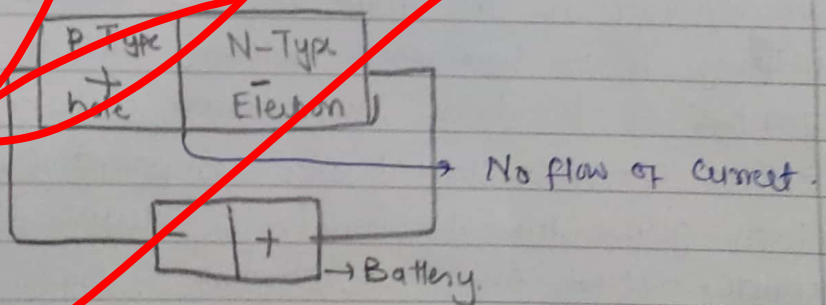 P Type N-Type
+ -
hole Electron
No flow of current.
- +
Battery.